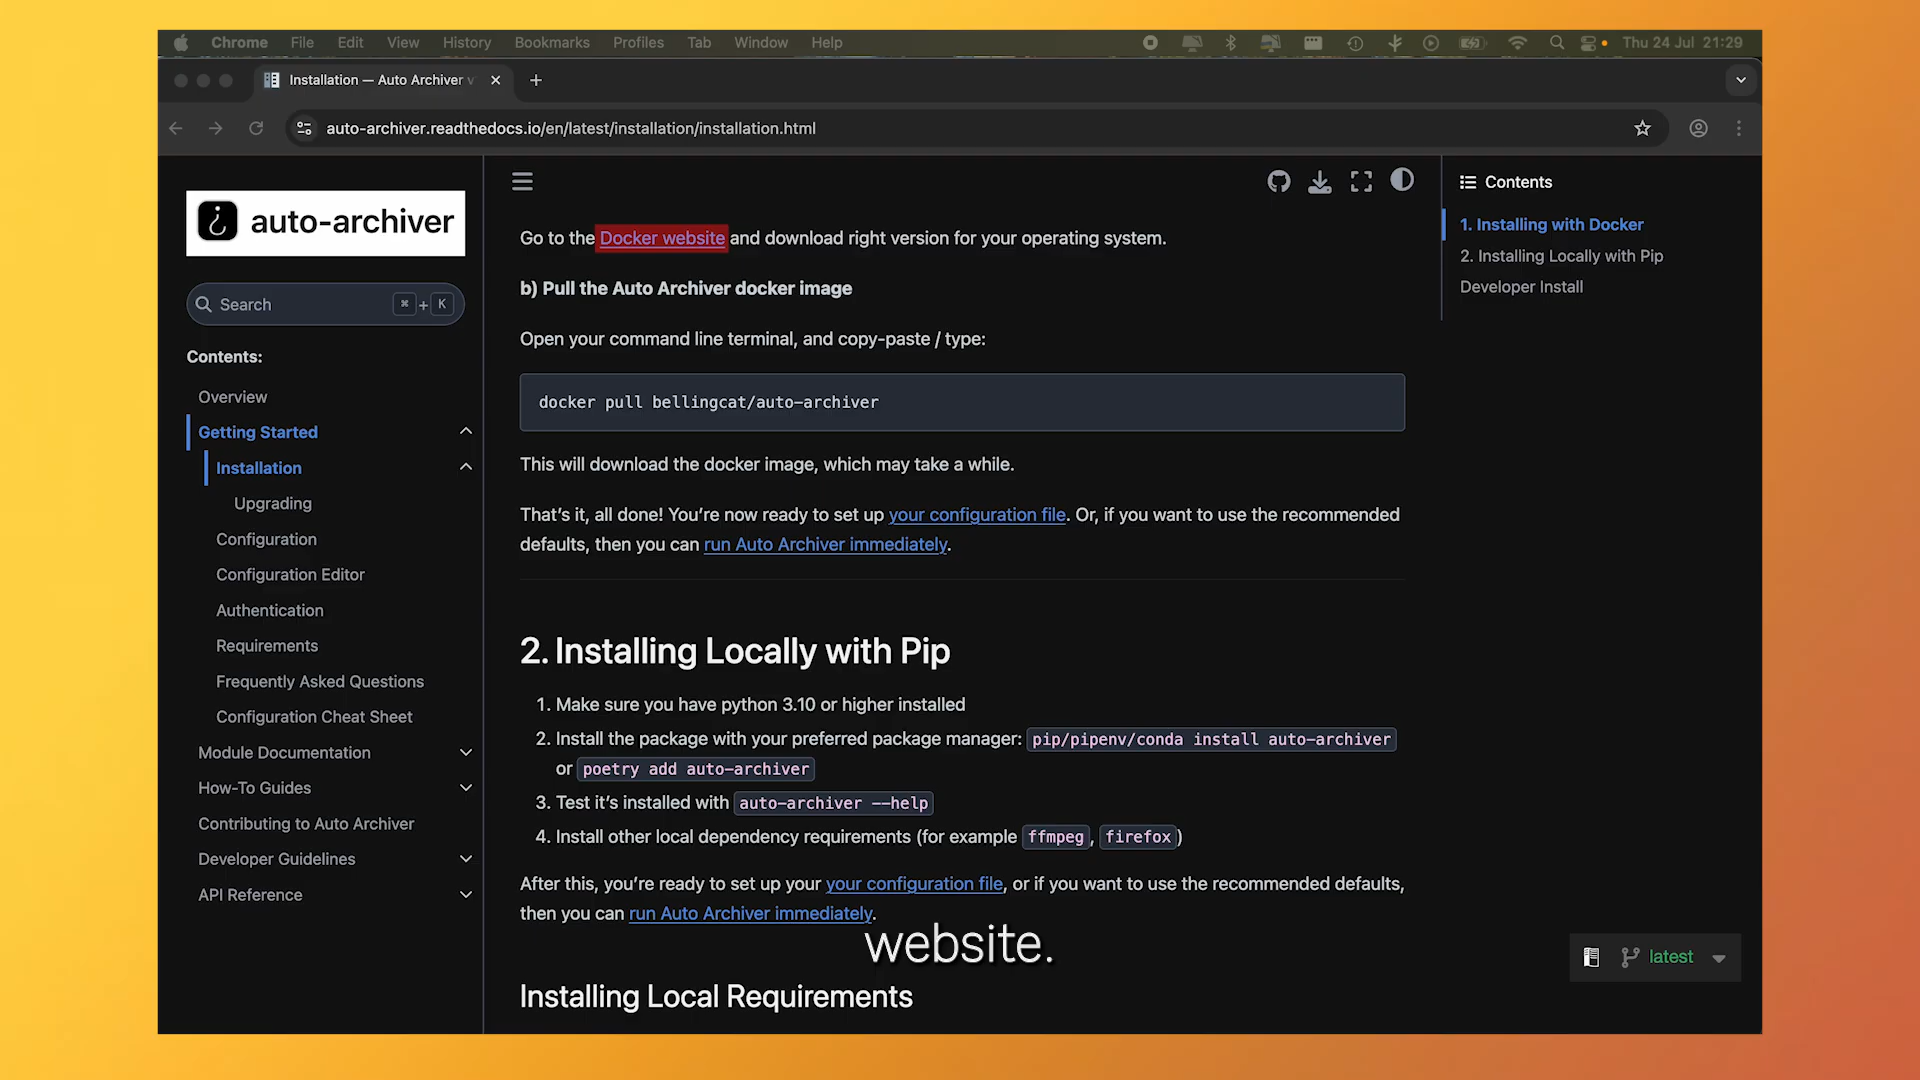 Chrome File Edit View History Bookmarks Profiles Tab Window Help Thu 24 Jul 21:29
Installation — Auto Archiver v
auto-archiver.readthedocs.io/en/latest/installation/installation.html
auto-archiver
Search ⌘ + K
Contents:
Overview
Getting Started
Installation
Upgrading
Configuration
Configuration Editor
Authentication
Requirements
Frequently Asked Questions
Configuration Cheat Sheet
Module Documentation
How-To Guides
Contributing to Auto Archiver
Developer Guidelines
API Reference
Go to the Docker website and download right version for your operating system.
b) Pull the Auto Archiver docker image
Open your command line terminal, and copy-paste / type:
docker pull bellingcat/auto-archiver
This will download the docker image, which may take a while.
That's it, all done! You're now ready to set up your configuration file. Or, if you want to use the recommended
defaults, then you can run Auto Archiver immediately.
2. Installing Locally with Pip
1. Make sure you have python 3.10 or higher installed
2. Install the package with your preferred package manager: pip/pipenv/conda install auto-archiver
or poetry add auto-archiver
3. Test it's installed with auto-archiver --help
4. Install other local dependency requirements (for example ffmpeg, firefox)
After this, you're ready to set up your your configuration file, or if you want to use the recommended defaults,
then you can run Auto Archiver immediately.
website.
Installing Local Requirements
Contents
1. Installing with Docker
2. Installing Locally with Pip
Developer Install
latest